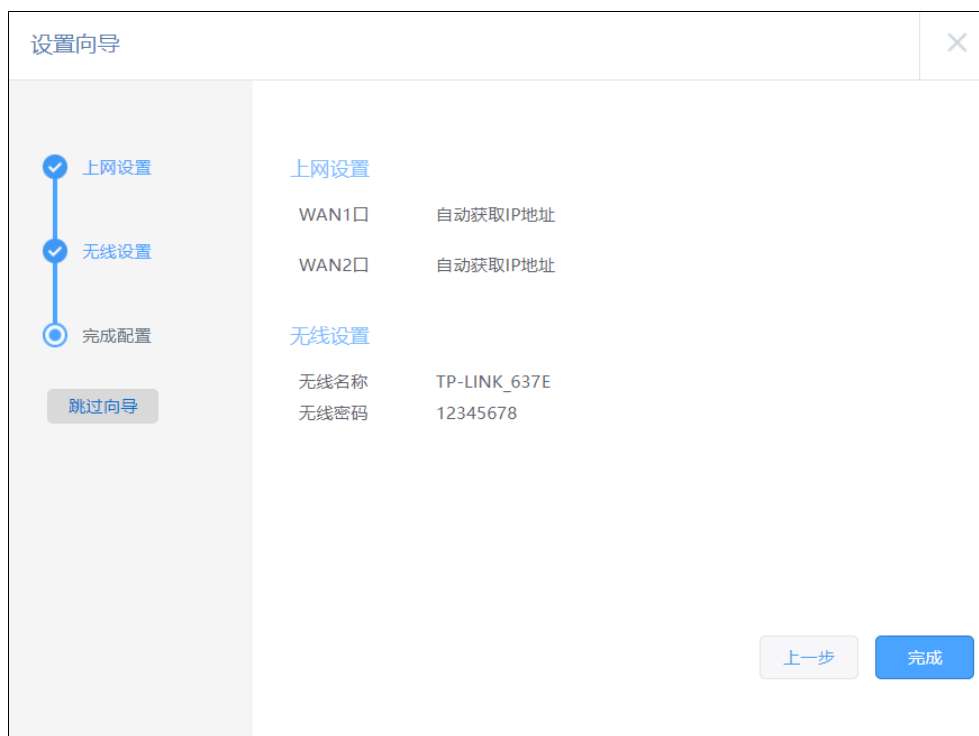 设置向导
上网设置
无线设置
完成配置
跳过向导
上网设置
WAN1口 自动获取IP地址
WAN2口 自动获取IP地址
无线设置
无线名称 TP-LINK_637E
无线密码 12345678
上一步 完成